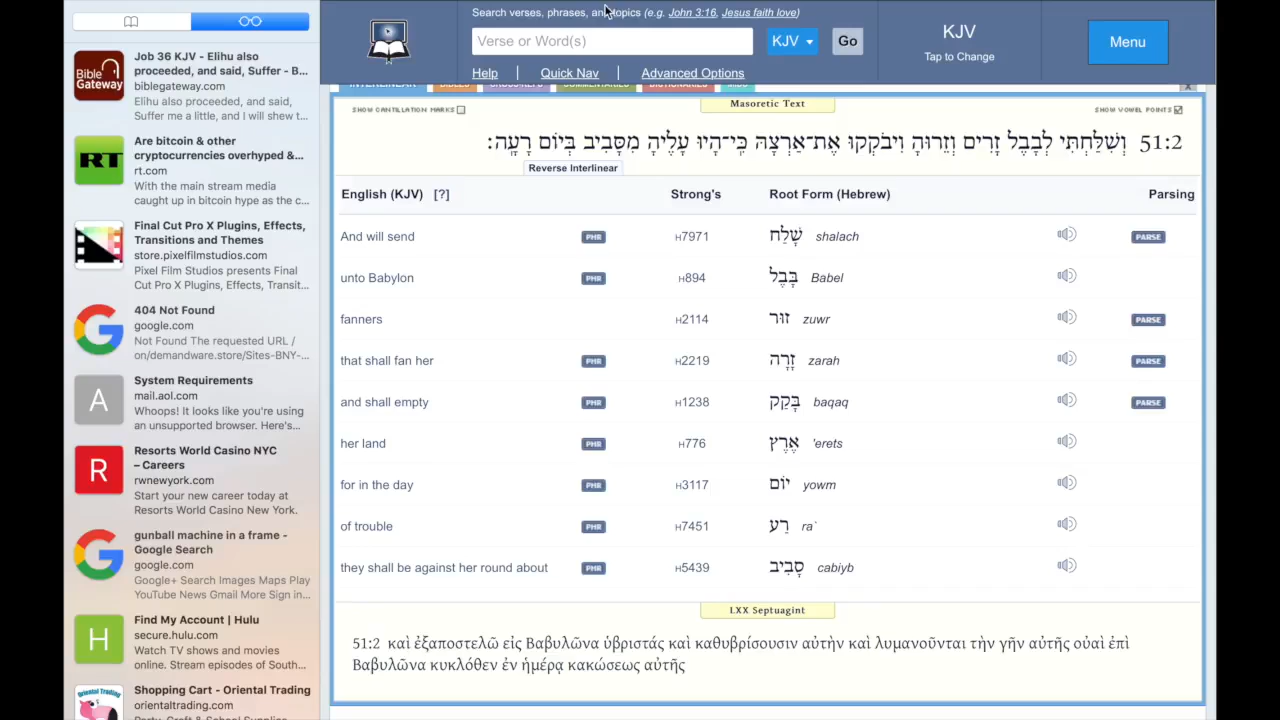 Job 36 KJV - Elihu also
proceeded, and said, Suffer - B...
biblegateway.com
Elihu also proceeded, and said,
Suffer me a little, and I will shew t...
Bible
Gateway
Are bitcoin & other
cryptocurrencies overhyped &...
rt.com
With the main stream media
caught up in bitcoin hype as the c...
RT
Final Cut Pro X Plugins, Effects,
Transitions and Themes
store.pixelfilmstudios.com
Pixel Film Studios presents Final
Cut Pro X Plugins, Effects, Transit...
404 Not Found
google.com
Not Found The requested URL /
on/demandware.store/Sites-BNY-...
G
System Requirements
mail.aol.com
Whoops! It looks like you're using
an unsupported browser. Here's...
A
Resorts World Casino NYC
– Careers
rwnewyork.com
Start your new career today at
Resorts World Casino New York.
R
gunball machine in a frame -
Google Search
google.com
Google+ Search Images Maps Play
YouTube News Gmail More Sign in...
G
Find My Account | Hulu
secure.hulu.com
Watch TV shows and movies
online. Stream episodes of South...
H
Shopping Cart - Oriental Trading
orientaltrading.com
Oriental Trading
Search verses, phrases, and topics (e.g. John 3:16, Jesus faith love)
Verse or Word(s) KJV Go
Help | Quick Nav | Advanced Options
KJV
Tap to Change
Menu
Masoretic Text
SHOW CANTILLATION MARKS
SHOW VOWEL POINTS
51:2 וְשִׁלַּחְתִּי לְבָבֶל זָרִים וְזֵרוּהָ וִיבֹקְקוּ אֶת־אַרְצָהּ כִּי־הָיוּ עָלֶיהָ מִסָּבִיב בְּיוֹם רָעָה׃
Reverse Interlinear
English (KJV) [?] Strong's Root Form (Hebrew) Parsing
And will send PHR H7971 שָׁלַח shalach PARSE
unto Babylon PHR H894 בָּבֶל Babel
fanners H2114 זוּר zuwr PARSE
that shall fan her PHR H2219 זָרָה zarah PARSE
and shall empty PHR H1238 בָּקַק baqaq PARSE
her land PHR H776 אֶרֶץ 'erets
for in the day PHR H3117 יוֹם yowm
of trouble PHR H7451 רַע ra`
they shall be against her round about PHR H5439 סָבִיב cabiyb
LXX Septuagint
51:2 καὶ ἐξαποστελῶ εἰς Βαβυλῶνα ὑβριστάς καὶ καθυβρίσουσιν αὐτὴν καὶ λυμανοῦνται τὴν γῆν αὐτῆς οὐαὶ ἐπὶ
Βαβυλῶνα κυκλόθεν ἐν ἡμέρᾳ κακώσεως αὐτῆς